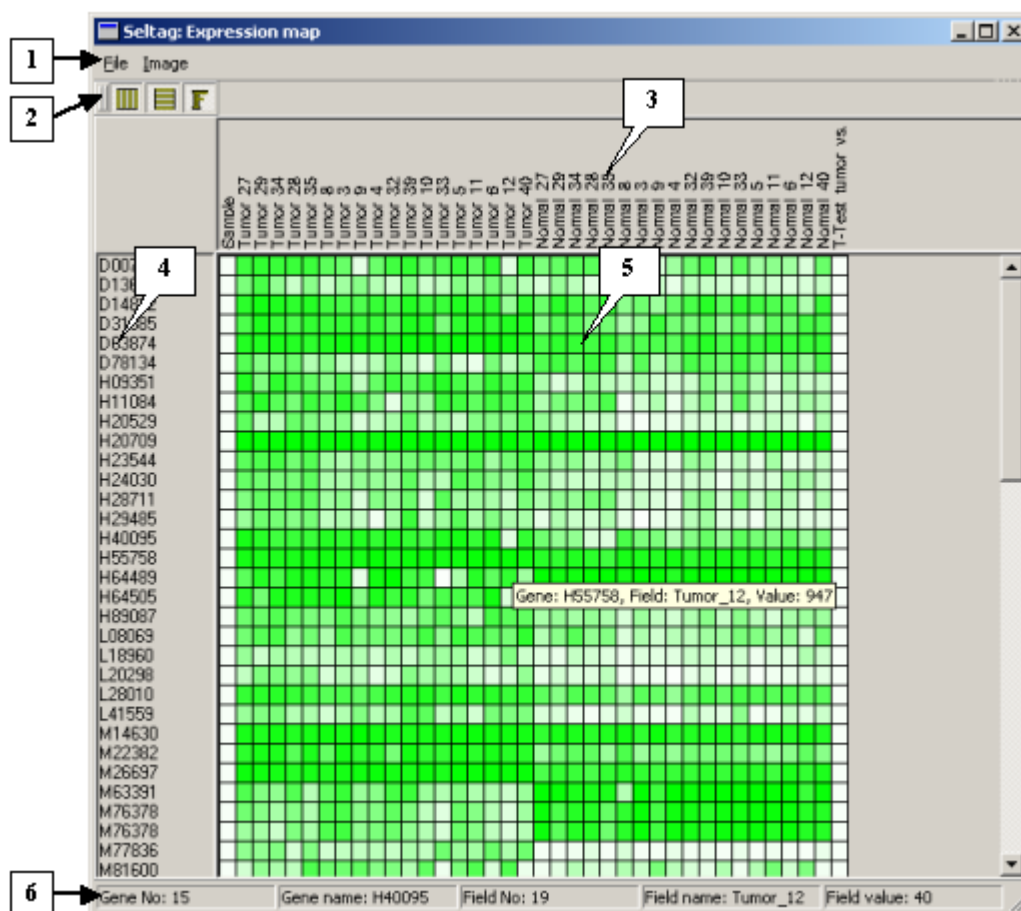 Seltag: Expression map
File Image
1
2
F
3
Sample
Tumor 27
Tumor 29
Tumor 34
Tumor 28
Tumor 35
Tumor 8
Tumor 3
Tumor 9
Tumor 4
Tumor 32
Tumor 39
Tumor 10
Tumor 33
Tumor 5
Tumor 11
Tumor 6
Tumor 12
Tumor 40
Normal 27
Normal 29
Normal 34
Normal 28
Normal 35
Normal 8
Normal 3
Normal 9
Normal 4
Normal 32
Normal 39
Normal 10
Normal 33
Normal 5
Normal 11
Normal 6
Normal 12
Normal 40
T-Test tumor vs.
4
5
D78134
H09351
H11084
H20529
H20709
H23544
H24030
H28711
H29485
H40095
H55758
H64489
H64505
Gene: H55758, Field: Tumor_12, Value: 947
H89087
L08069
L18960
L20298
L28010
L41559
M14630
M22382
M26697
M63391
M76378
M76378
M77836
M81600
6
Gene No: 15 Gene name: H40095 Field No: 19 Field name: Tumor_12 Field value: 40